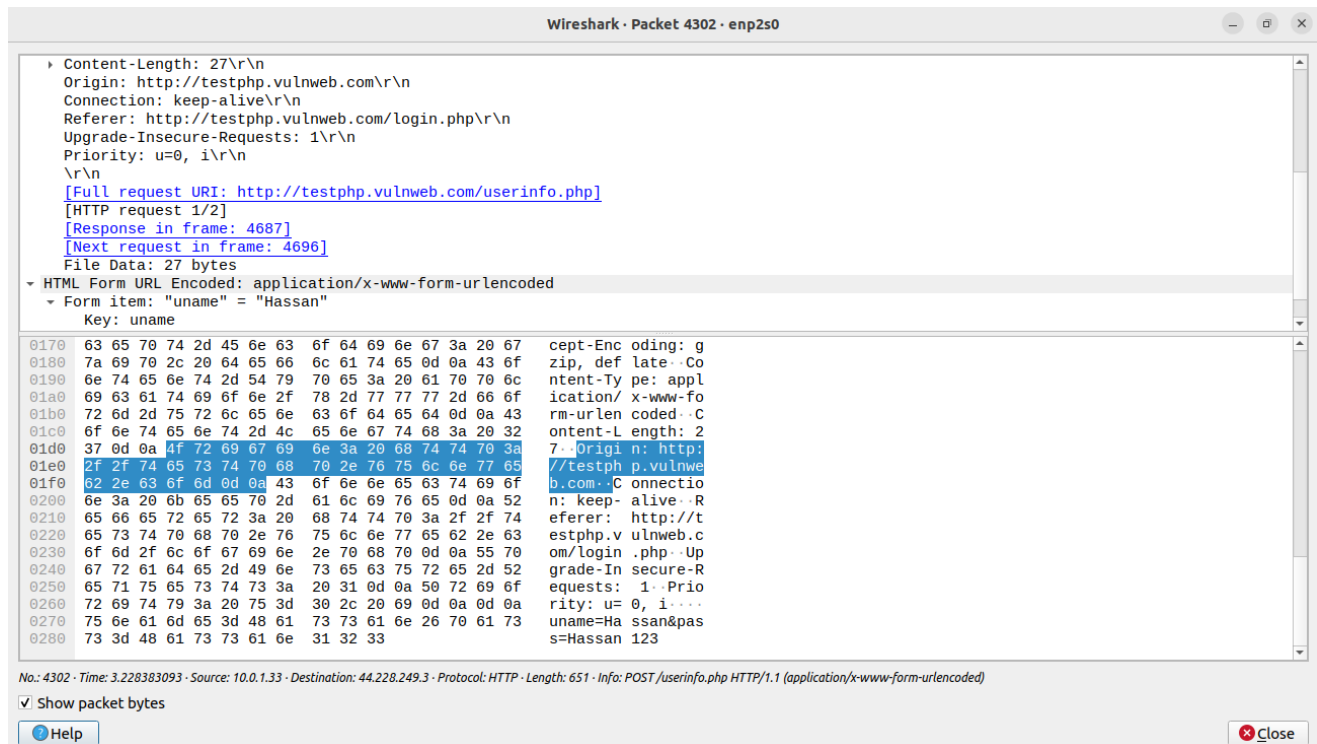 Wireshark · Packet 4302 · enp2s0
Content-Length: 27\r\n
Origin: http://testphp.vulnweb.com\r\n
Connection: keep-alive\r\n
Referer: http://testphp.vulnweb.com/login.php\r\n
Upgrade-Insecure-Requests: 1\r\n
Priority: u=0, i\r\n
\r\n
[Full request URI: http://testphp.vulnweb.com/userinfo.php]
[HTTP request 1/2]
[Response in frame: 4687]
[Next request in frame: 4696]
File Data: 27 bytes
HTML Form URL Encoded: application/x-www-form-urlencoded
Form item: "uname" = "Hassan"
Key: uname
0170 63 65 70 74 2d 45 6e 63 6f 64 69 6e 67 3a 20 67 cept-Enc oding: g
0180 7a 69 70 2c 20 64 65 66 6c 61 74 65 0d 0a 43 6f zip, def late··Co
0190 6e 74 65 6e 74 2d 54 79 70 65 3a 20 61 70 70 6c ntent-Ty pe: appl
01a0 69 63 61 74 69 6f 6e 2f 78 2d 77 77 77 2d 66 6f ication/ x-www-fo
01b0 72 6d 2d 75 72 6c 65 6e 63 6f 64 65 64 0d 0a 43 rm-urlen coded··C
01c0 6f 6e 74 65 6e 74 2d 4c 65 6e 67 74 68 3a 20 32 ontent-L ength: 2
01d0 37 0d 0a 4f 72 69 67 69 6e 3a 20 68 74 74 70 3a 7··Origi n: http:
01e0 2f 2f 74 65 73 74 70 68 70 2e 76 75 6c 6e 77 65 //testph p.vulnwe
01f0 62 2e 63 6f 6d 0d 0a 43 6f 6e 6e 65 63 74 69 6f b.com··C onnectio
0200 6e 3a 20 6b 65 65 70 2d 61 6c 69 76 65 0d 0a 52 n: keep- alive··R
0210 65 66 65 72 65 72 3a 20 68 74 74 70 3a 2f 2f 74 eferer: http://t
0220 65 73 74 70 68 70 2e 76 75 6c 6e 77 65 62 2e 63 estphp.v ulnweb.c
0230 6f 6d 2f 6c 6f 67 69 6e 2e 70 68 70 0d 0a 55 70 om/login .php··Up
0240 67 72 61 64 65 2d 49 6e 73 65 63 75 72 65 2d 52 grade-In secure-R
0250 65 71 75 65 73 74 73 3a 20 31 0d 0a 50 72 69 6f equests: 1··Prio
0260 72 69 74 79 3a 20 75 3d 30 2c 20 69 0d 0a 0d 0a rity: u= 0, i····
0270 75 6e 61 6d 65 3d 48 61 73 73 61 6e 26 70 61 73 uname=Ha ssan&pas
0280 73 3d 48 61 73 73 61 6e 31 32 33 s=Hassan 123
No.: 4302 · Time: 3.228383093 · Source: 10.0.1.33 · Destination: 44.228.249.3 · Protocol: HTTP · Length: 651 · Info: POST /userinfo.php HTTP/1.1 (application/x-www-form-urlencoded)
Show packet bytes
Help
Close